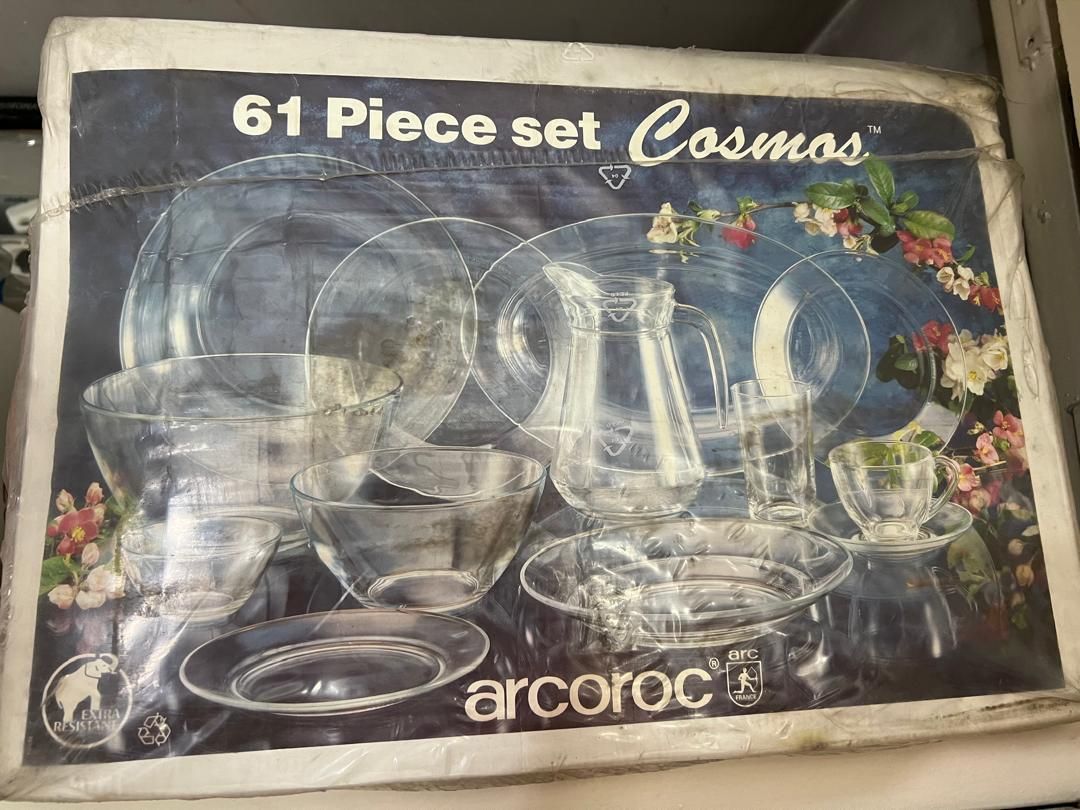 61 Piece set Cosmos™
arcoroc®
arc
FRANCE
EXTRA
RESISTANT